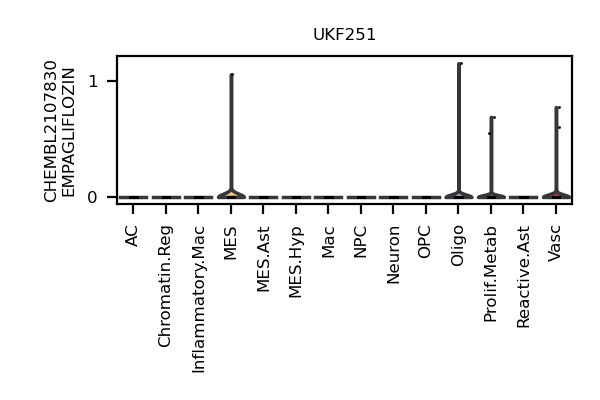 UKF251
CHEMBL2107830
EMPAGLIFLOZIN
1
0
AC
Chromatin.Reg
Inflammatory.Mac
MES
MES.Ast
MES.Hyp
Mac
NPC
Neuron
OPC
Oligo
Prolif.Metab
Reactive.Ast
Vasc